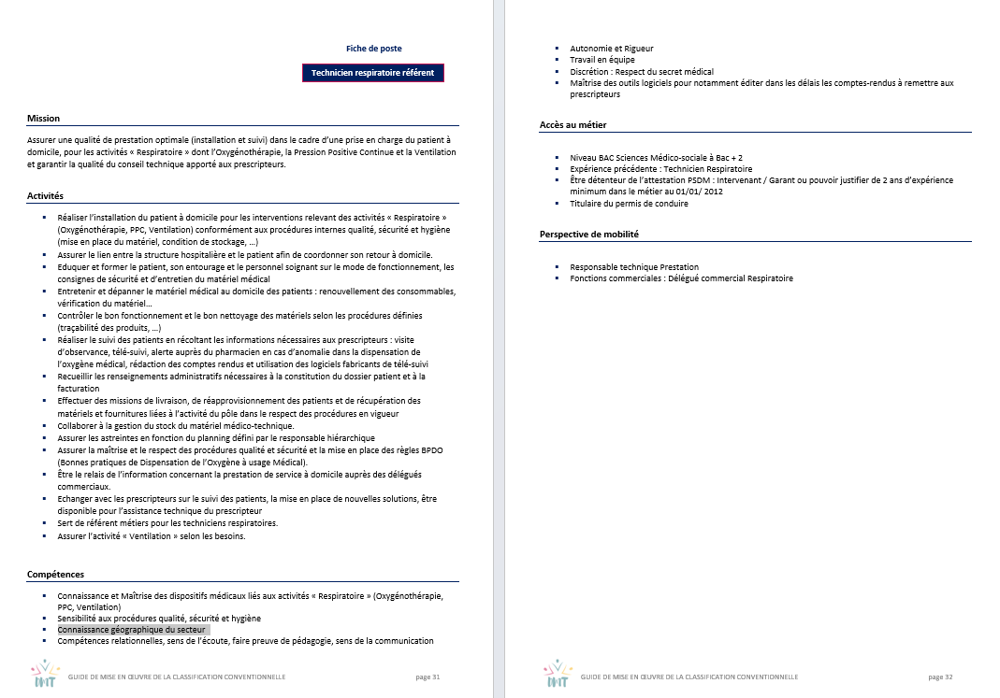 Fiche de poste
Technicien respiratoire référent
Mission
Assurer une qualité de prestation optimale (installation et suivi) dans le cadre d'une prise en charge du patient à
domicile, pour les activités « Respiratoire » dont l'Oxygénothérapie, la Pression Positive Continue et la Ventilation
et garantir la qualité du conseil technique apporté aux prescripteurs.
Activités
▪ Réaliser l'installation du patient à domicile pour les interventions relevant des activités « Respiratoire »
(Oxygénothérapie, PPC, Ventilation) conformément aux procédures internes qualité, sécurité et hygiène
(mise en place du matériel, condition de stockage, …)
▪ Assurer le lien entre la structure hospitalière et le patient afin de coordonner son retour à domicile.
▪ Eduquer et former le patient, son entourage et le personnel soignant sur le mode de fonctionnement, les
consignes de sécurité et d'entretien du matériel médical
▪ Entretenir et dépanner le matériel médical au domicile des patients : renouvellement des consommables,
vérification du matériel…
▪ Contrôler le bon fonctionnement et le bon nettoyage des matériels selon les procédures définies
(traçabilité des produits, …)
▪ Réaliser le suivi des patients en récoltant les informations nécessaires aux prescripteurs : visite
d'observance, télé-suivi, alerte auprès du pharmacien en cas d'anomalie dans la dispensation de
l'oxygène médical, rédaction des comptes rendus et utilisation des logiciels fabricants de télé-suivi
▪ Recueillir les renseignements administratifs nécessaires à la constitution du dossier patient et à la
facturation
▪ Effectuer des missions de livraison, de réapprovisionnement des patients et de récupération des
matériels et fournitures liées à l'activité du pôle dans le respect des procédures en vigueur
▪ Collaborer à la gestion du stock du matériel médico-technique.
▪ Assurer les astreintes en fonction du planning défini par le responsable hiérarchique
▪ Assurer la maîtrise et le respect des procédures qualité et sécurité et la mise en place des règles BPDO
(Bonnes pratiques de Dispensation de l'Oxygène à usage Médical).
▪ Être le relais de l'information concernant la prestation de service à domicile auprès des délégués
commerciaux.
▪ Echanger avec les prescripteurs sur le suivi des patients, la mise en place de nouvelles solutions, être
disponible pour l'assistance technique du prescripteur
▪ Sert de référent métiers pour les techniciens respiratoires.
▪ Assurer l'activité « Ventilation » selon les besoins.
Compétences
▪ Connaissance et Maîtrise des dispositifs médicaux liés aux activités « Respiratoire » (Oxygénothérapie,
PPC, Ventilation)
▪ Sensibilité aux procédures qualité, sécurité et hygiène
▪ Connaissance géographique du secteur
▪ Compétences relationnelles, sens de l'écoute, faire preuve de pédagogie, sens de la communication
GUIDE DE MISE EN ŒUVRE DE LA CLASSIFICATION CONVENTIONNELLE page 31
▪ Autonomie et Rigueur
▪ Travail en équipe
▪ Discrétion : Respect du secret médical
▪ Maîtrise des outils logiciels pour notamment éditer dans les délais les comptes-rendus à remettre aux
prescripteurs
Accès au métier
▪ Niveau BAC Sciences Médico-sociale à Bac + 2
▪ Expérience précédente : Technicien Respiratoire
▪ Être détenteur de l'attestation PSDM : Intervenant / Garant ou pouvoir justifier de 2 ans d'expérience
minimum dans le métier au 01/01/ 2012
▪ Titulaire du permis de conduire
Perspective de mobilité
▪ Responsable technique Prestation
▪ Fonctions commerciales : Délégué commercial Respiratoire
GUIDE DE MISE EN ŒUVRE DE LA CLASSIFICATION CONVENTIONNELLE page 32